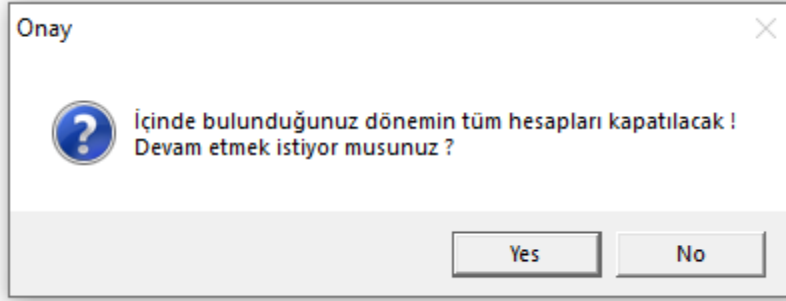 Onay
İçinde bulunduğunuz dönemin tüm hesapları kapatılacak !
Devam etmek istiyor musunuz ?
Yes
No